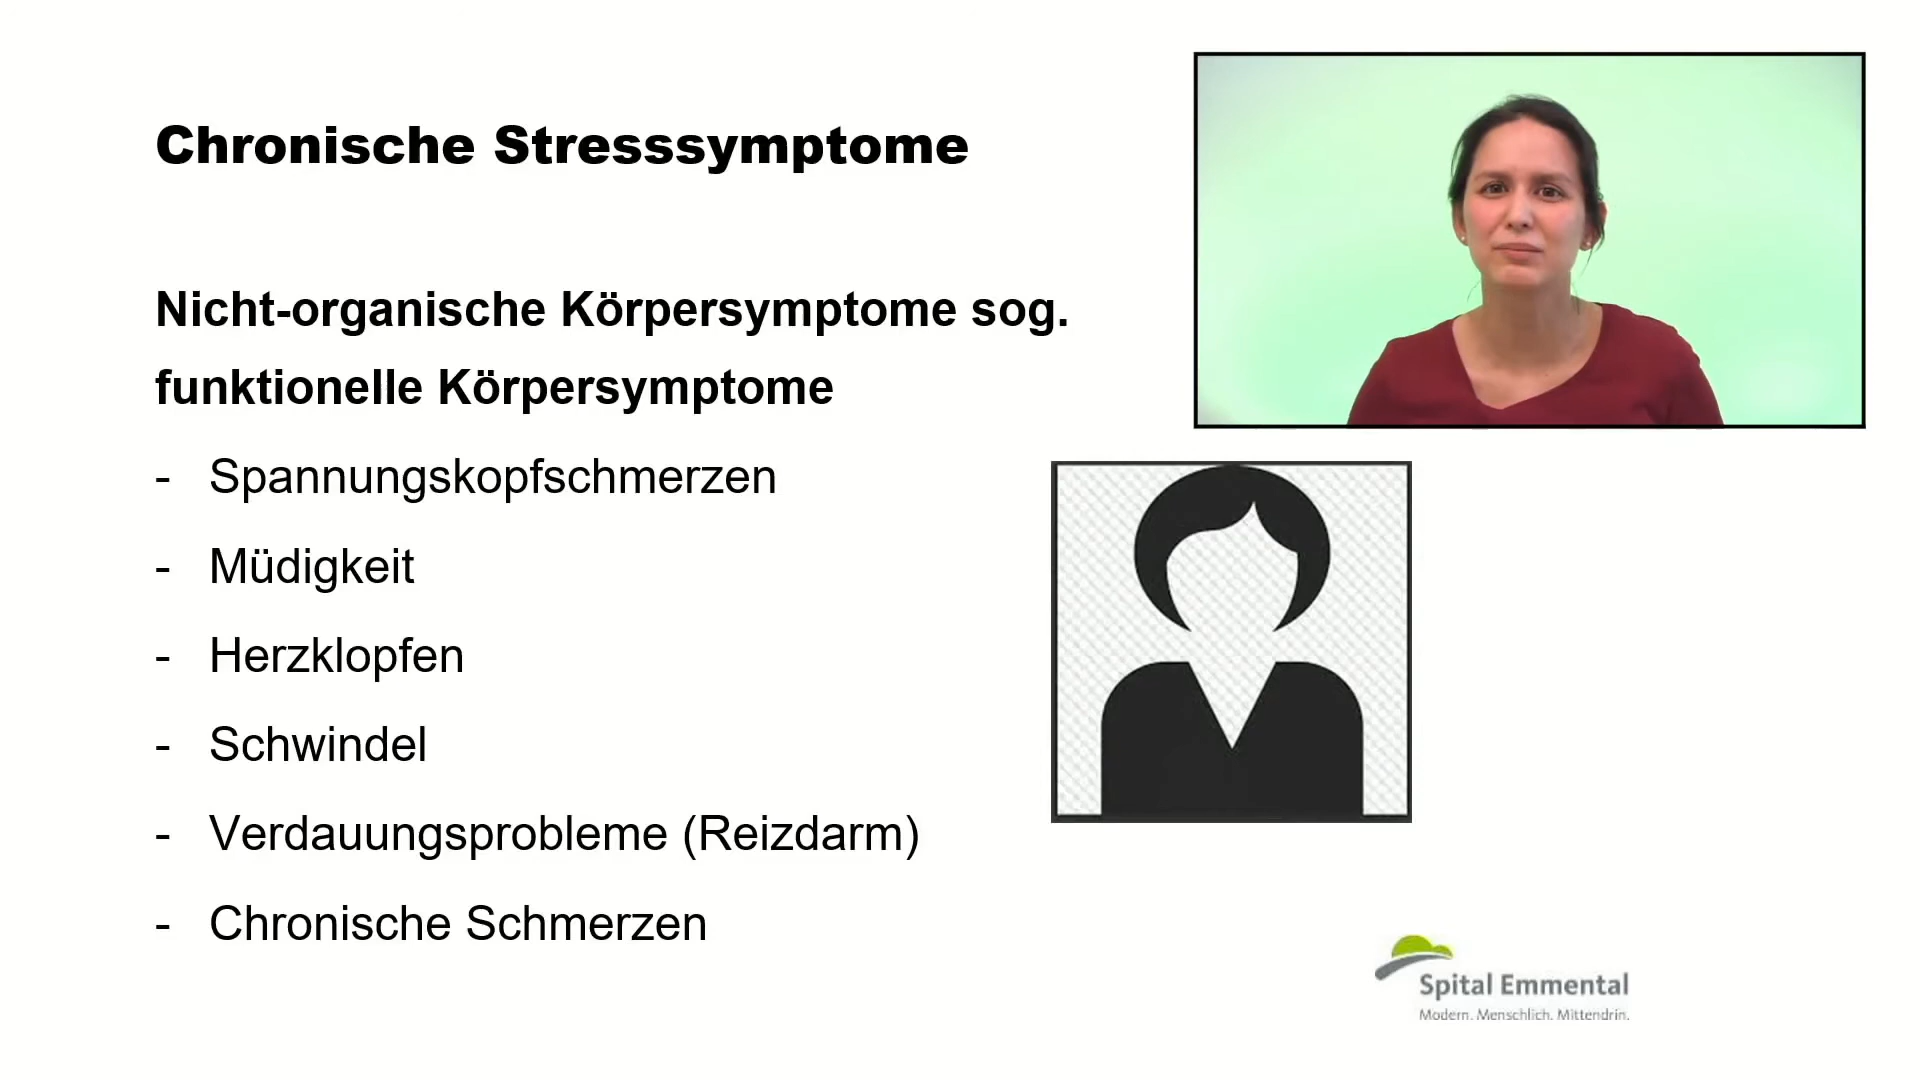 Chronische Stresssymptome
Nicht-organische Körpersymptome sog.
funktionelle Körpersymptome
- Spannungskopfschmerzen
- Müdigkeit
- Herzklopfen
- Schwindel
- Verdauungsprobleme (Reizdarm)
- Chronische Schmerzen
Spital Emmental
Modern. Menschlich. Mittendrin.